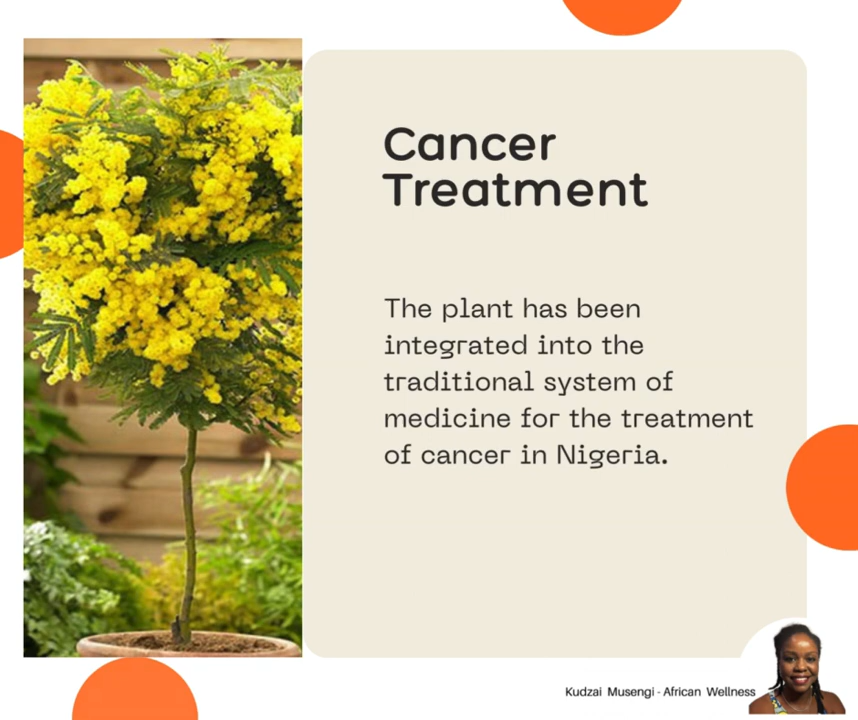 Cancer
Treatment
The plant has been
integrated into the
traditional system of
medicine for the treatment
of cancer in Nigeria.
Kudzai Musengi - African Wellness